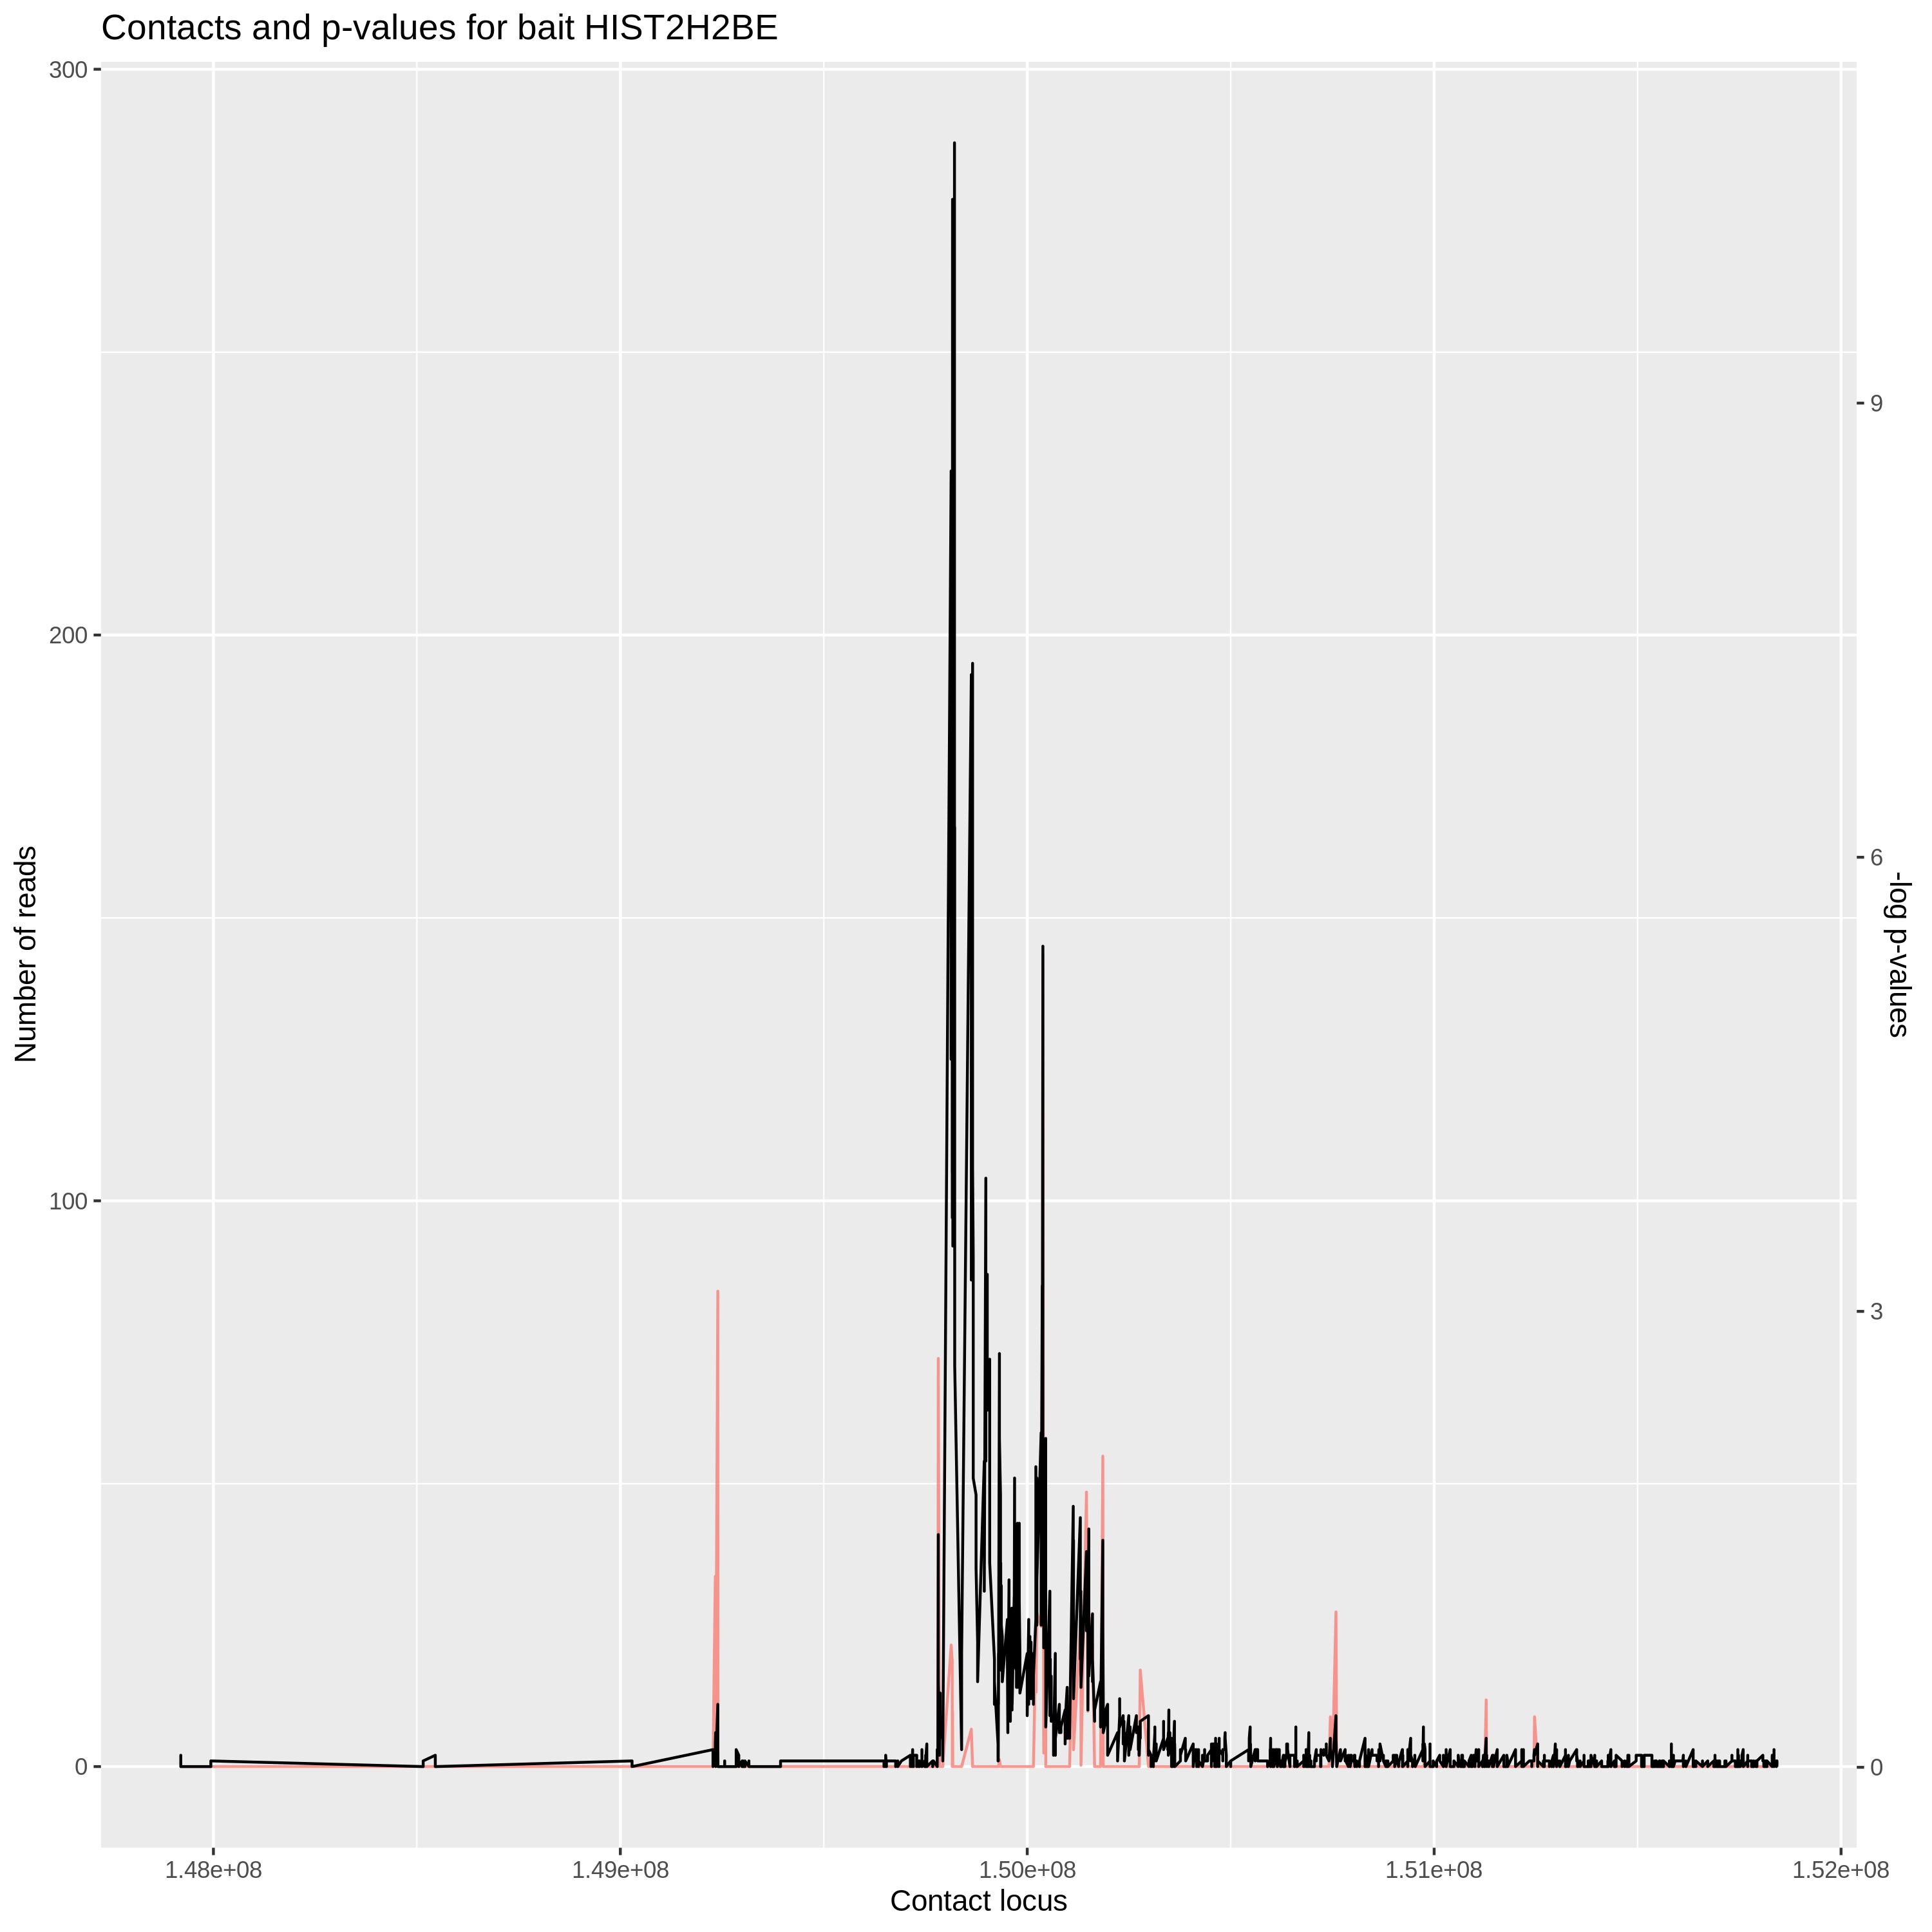 Contacts and p-values for bait HIST2H2BE
300
200
100
0
Number of reads
9
6
3
0
-log p-values
1.48e+08
1.49e+08
1.50e+08
1.51e+08
1.52e+08
Contact locus